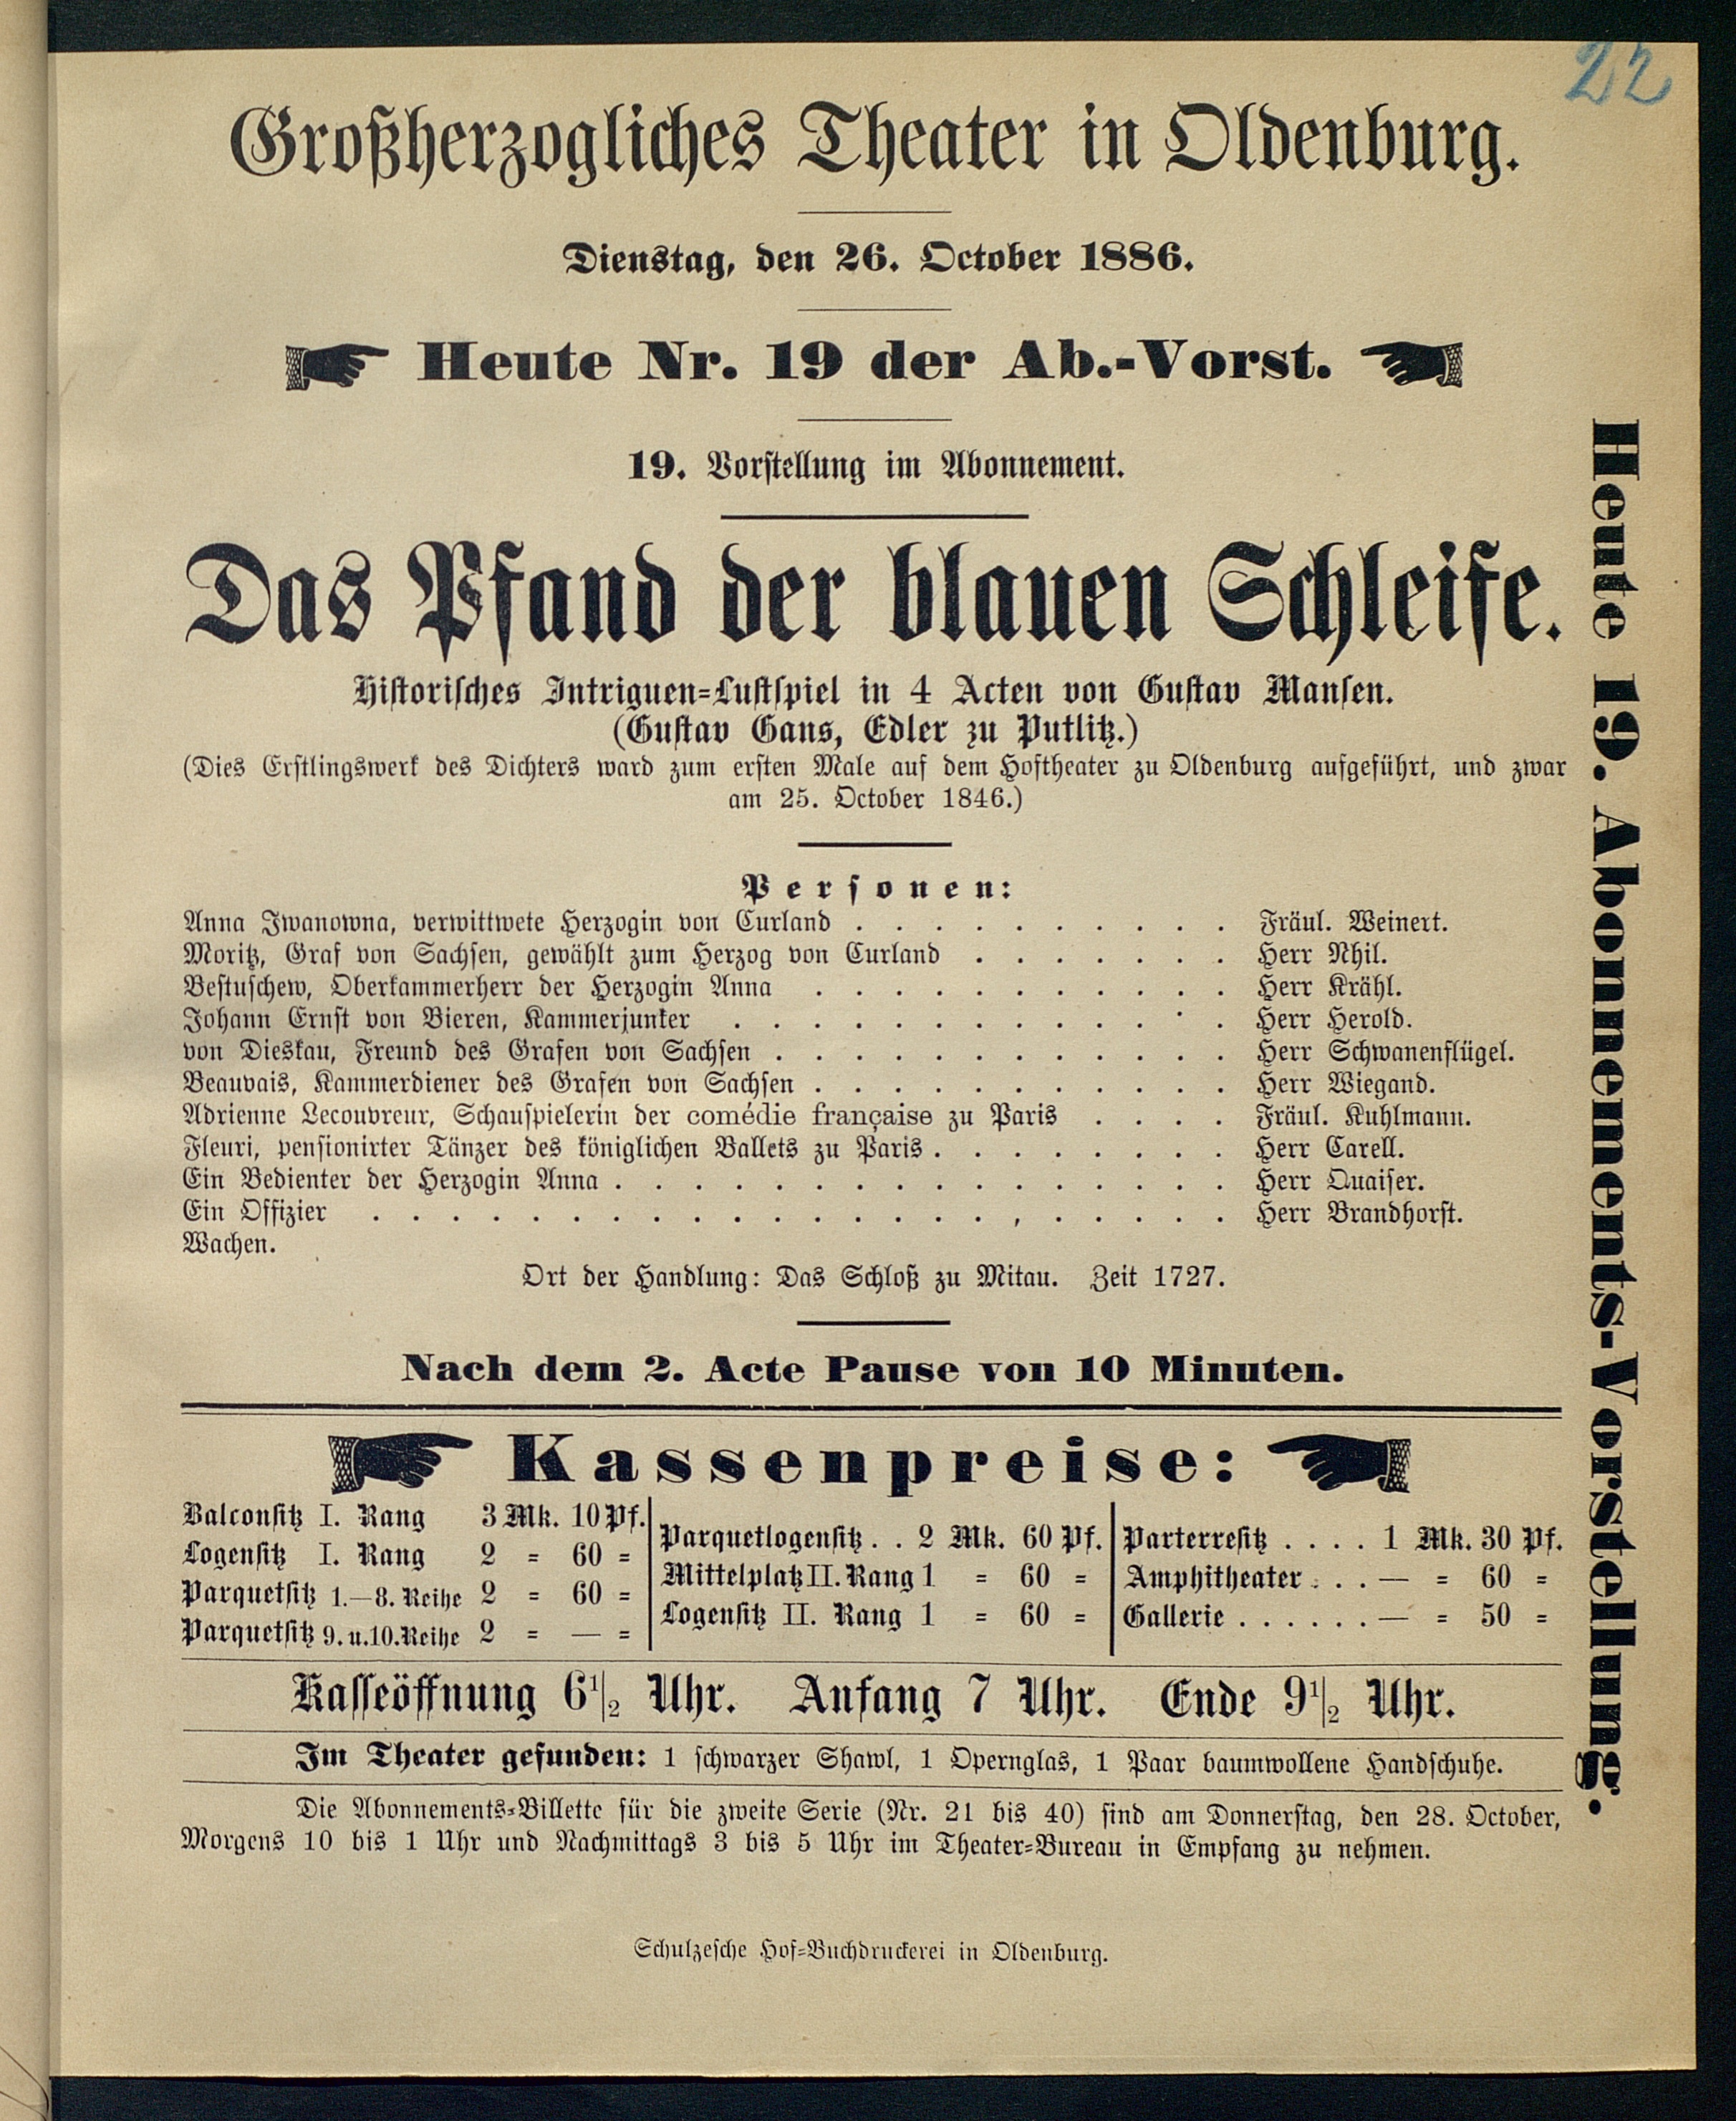 22
Großherzogliches Theater in Oldenburg.
Dienstag, den 26. October 1886.
Heute Nr. 19 der Ab.-Vorst.
19. Vorstellung im Abonnement.
Das Pfand der blauen Schleife.
Historisches Intriguen-Lustspiel in 4 Acten von Gustav Mansen.
(Gustav Gans, Edler zu Putlitz.)
(Dies Erstlingswerk des Dichters ward zum ersten Male auf dem Hoftheater zu Oldenburg aufgeführt, und zwar
am 25. October 1846.)
Personen:
Anna Iwanowna, verwittwete Herzogin von Curland . . . . . . . . . . Fräul. Weinert.
Moritz, Graf von Sachsen, gewählt zum Herzog von Curland . . . . . . . Herr Nhil.
Bestuschew, Oberkammerherr der Herzogin Anna . . . . . . . . . . . Herr Krähl.
Johann Ernst von Bieren, Kammerjunker . . . . . . . . . . . . . Herr Herold.
von Dieskau, Freund des Grafen von Sachsen . . . . . . . . . . . . Herr Schwanenflügel.
Beauvais, Kammerdiener des Grafen von Sachsen . . . . . . . . . . . Herr Wiegand.
Adrienne Lecouvreur, Schauspielerin der comédie française zu Paris . . . . Fräul. Kuhlmann.
Fleuri, pensionirter Tänzer des königlichen Ballets zu Paris . . . . . . . . Herr Carell.
Ein Bedienter der Herzogin Anna . . . . . . . . . . . . . . . . Herr Quaiser.
Ein Offizier . . . . . . . . . . . . . . . . , . . . . . Herr Brandhorst.
Wachen.
Ort der Handlung: Das Schloß zu Mitau. Zeit 1727.
Nach dem 2. Acte Pause von 10 Minuten.
Kassenpreise:
Balconsitz I. Rang 3 Mk. 10 Pf.
Logensitz I. Rang 2 = 60 =
Parquetsitz 1.—8. Reihe 2 = 60 =
Parquetsitz 9. u. 10. Reihe 2 = — =
Parquetlogensitz . . 2 Mk. 60 Pf.
Mittelplatz II. Rang 1 = 60 =
Logensitz II. Rang 1 = 60 =
Parterresitz . . . . 1 Mk. 30 Pf.
Amphitheater . . . — = 60 =
Gallerie . . . . . . — = 50 =
Kasseöffnung 6½ Uhr. Anfang 7 Uhr. Ende 9½ Uhr.
Im Theater gefunden: 1 schwarzer Shawl, 1 Opernglas, 1 Paar baumwollene Handschuhe.
Die Abonnements-Billette für die zweite Serie (Nr. 21 bis 40) sind am Donnerstag, den 28. October,
Morgens 10 bis 1 Uhr und Nachmittags 3 bis 5 Uhr im Theater-Bureau in Empfang zu nehmen.
Schulzesche Hof-Buchdruckerei in Oldenburg.
Heute 19. Abonnements-Vorstellung.